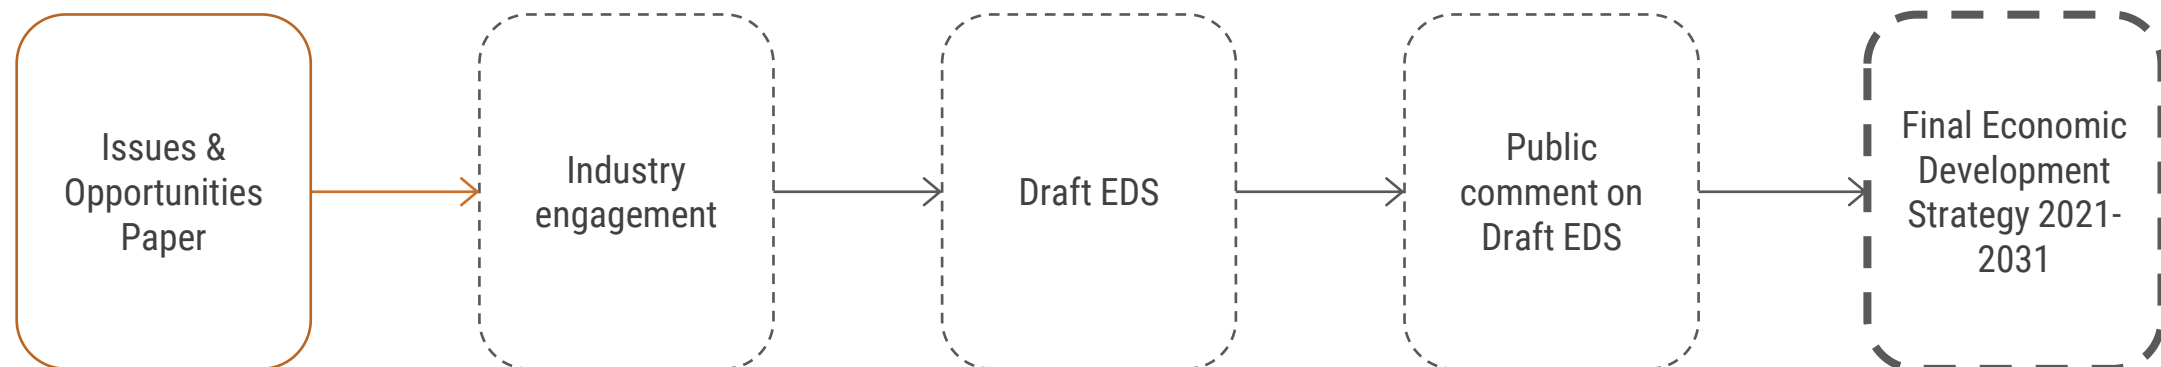 Issues &
Opportunities
Paper
Industry
engagement
Draft EDS
Public
comment on
Draft EDS
Final Economic
Development
Strategy 2021-
2031